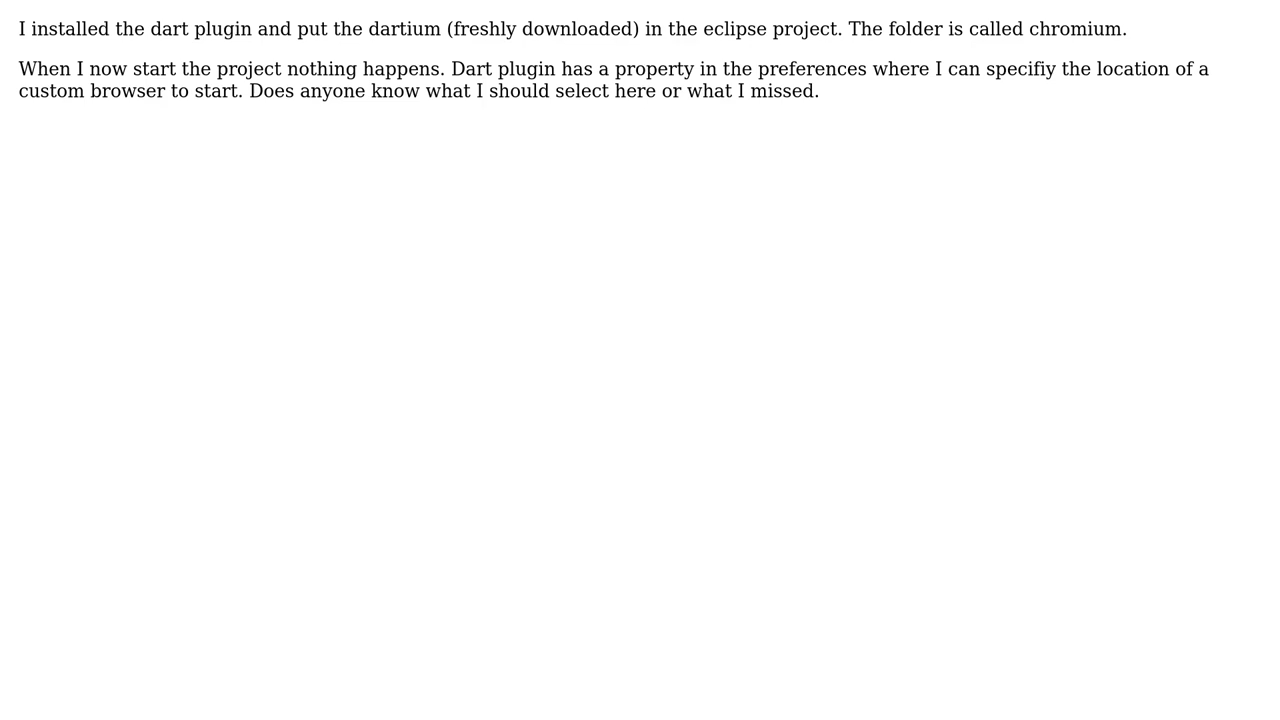 I installed the dart plugin and put the dartium (freshly downloaded) in the eclipse project. The folder is called chromium.
When I now start the project nothing happens. Dart plugin has a property in the preferences where I can specifiy the location of a
custom browser to start. Does anyone know what I should select here or what I missed.